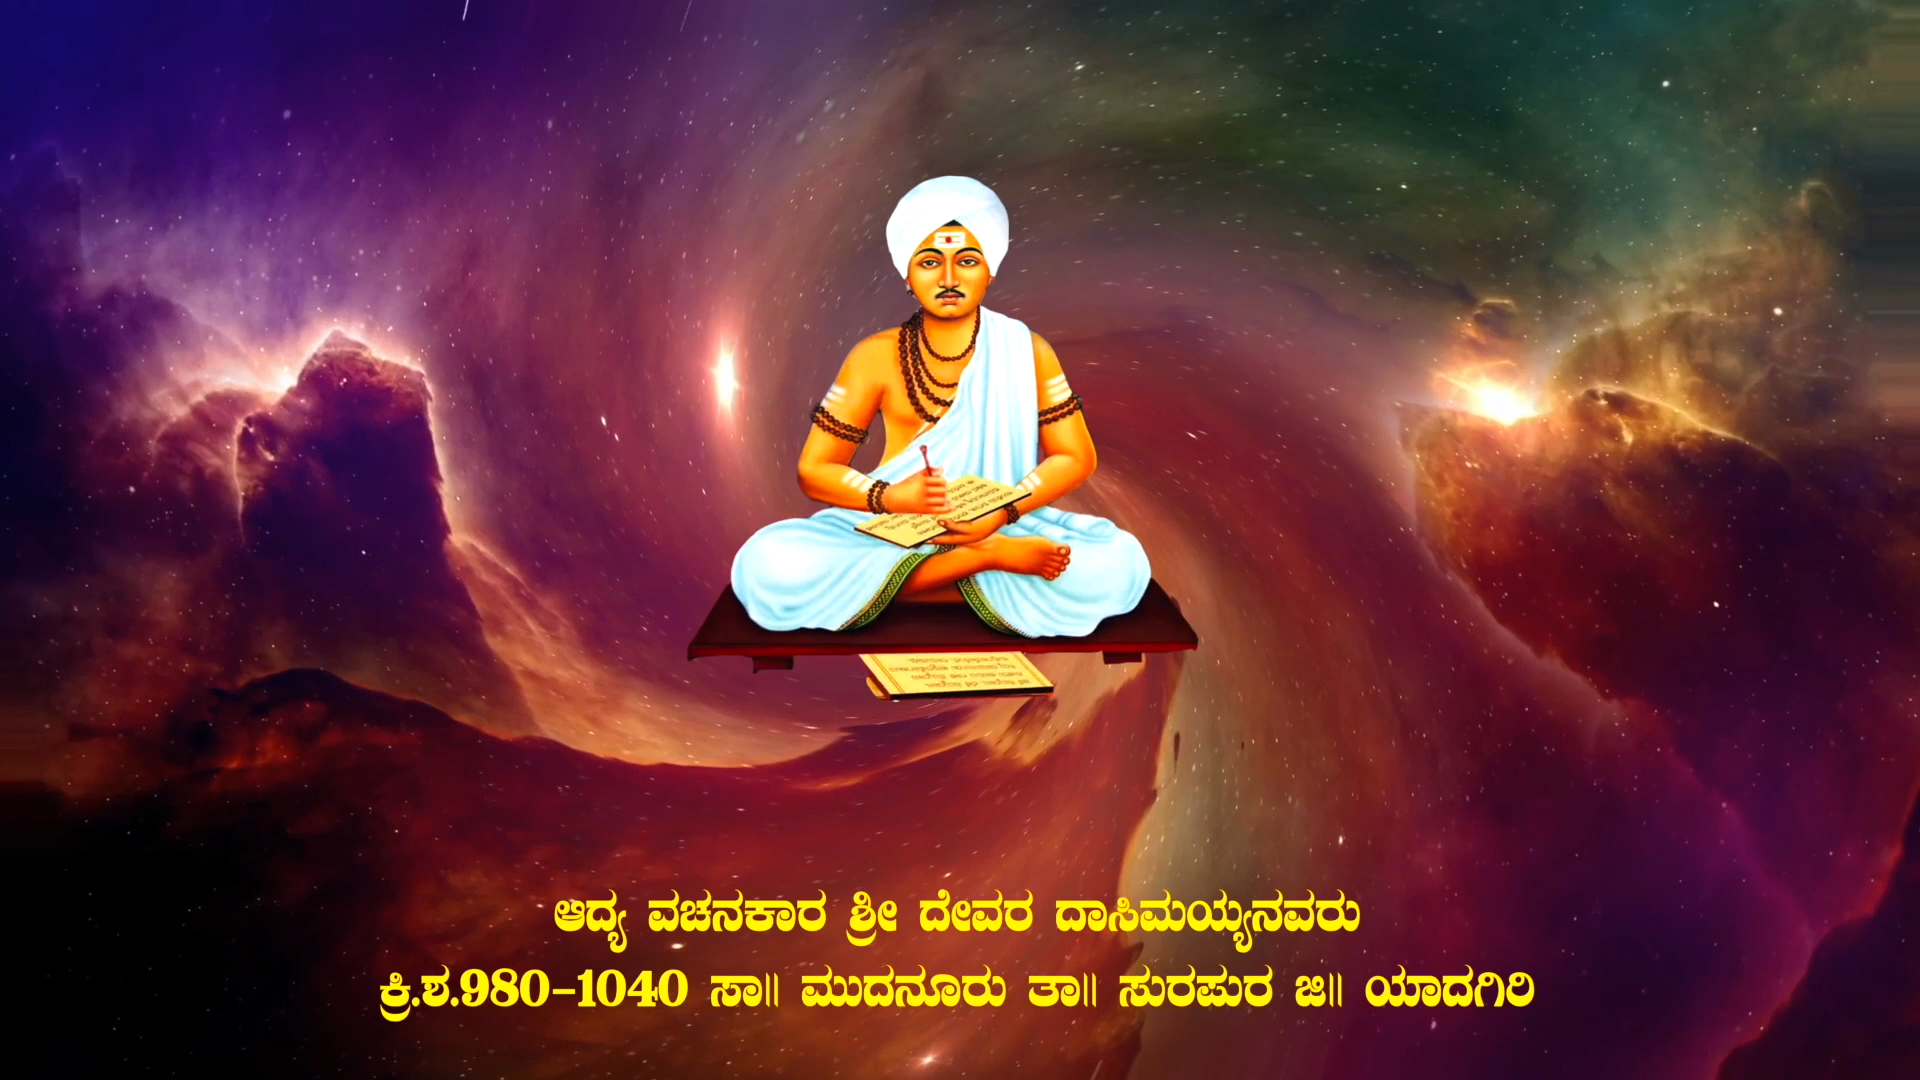 ಆದ್ಯ ವಚನಕಾರ ಶ್ರೀ ದೇವರ ದಾಸಿಮಯ್ಯನವರು
ಕ್ರಿ.ಶ.980-1040 ಸಾ॥ ಮುದನೂರು ತಾ॥ ಸುರಪುರ ಜಿ॥ ಯಾದಗಿರಿ